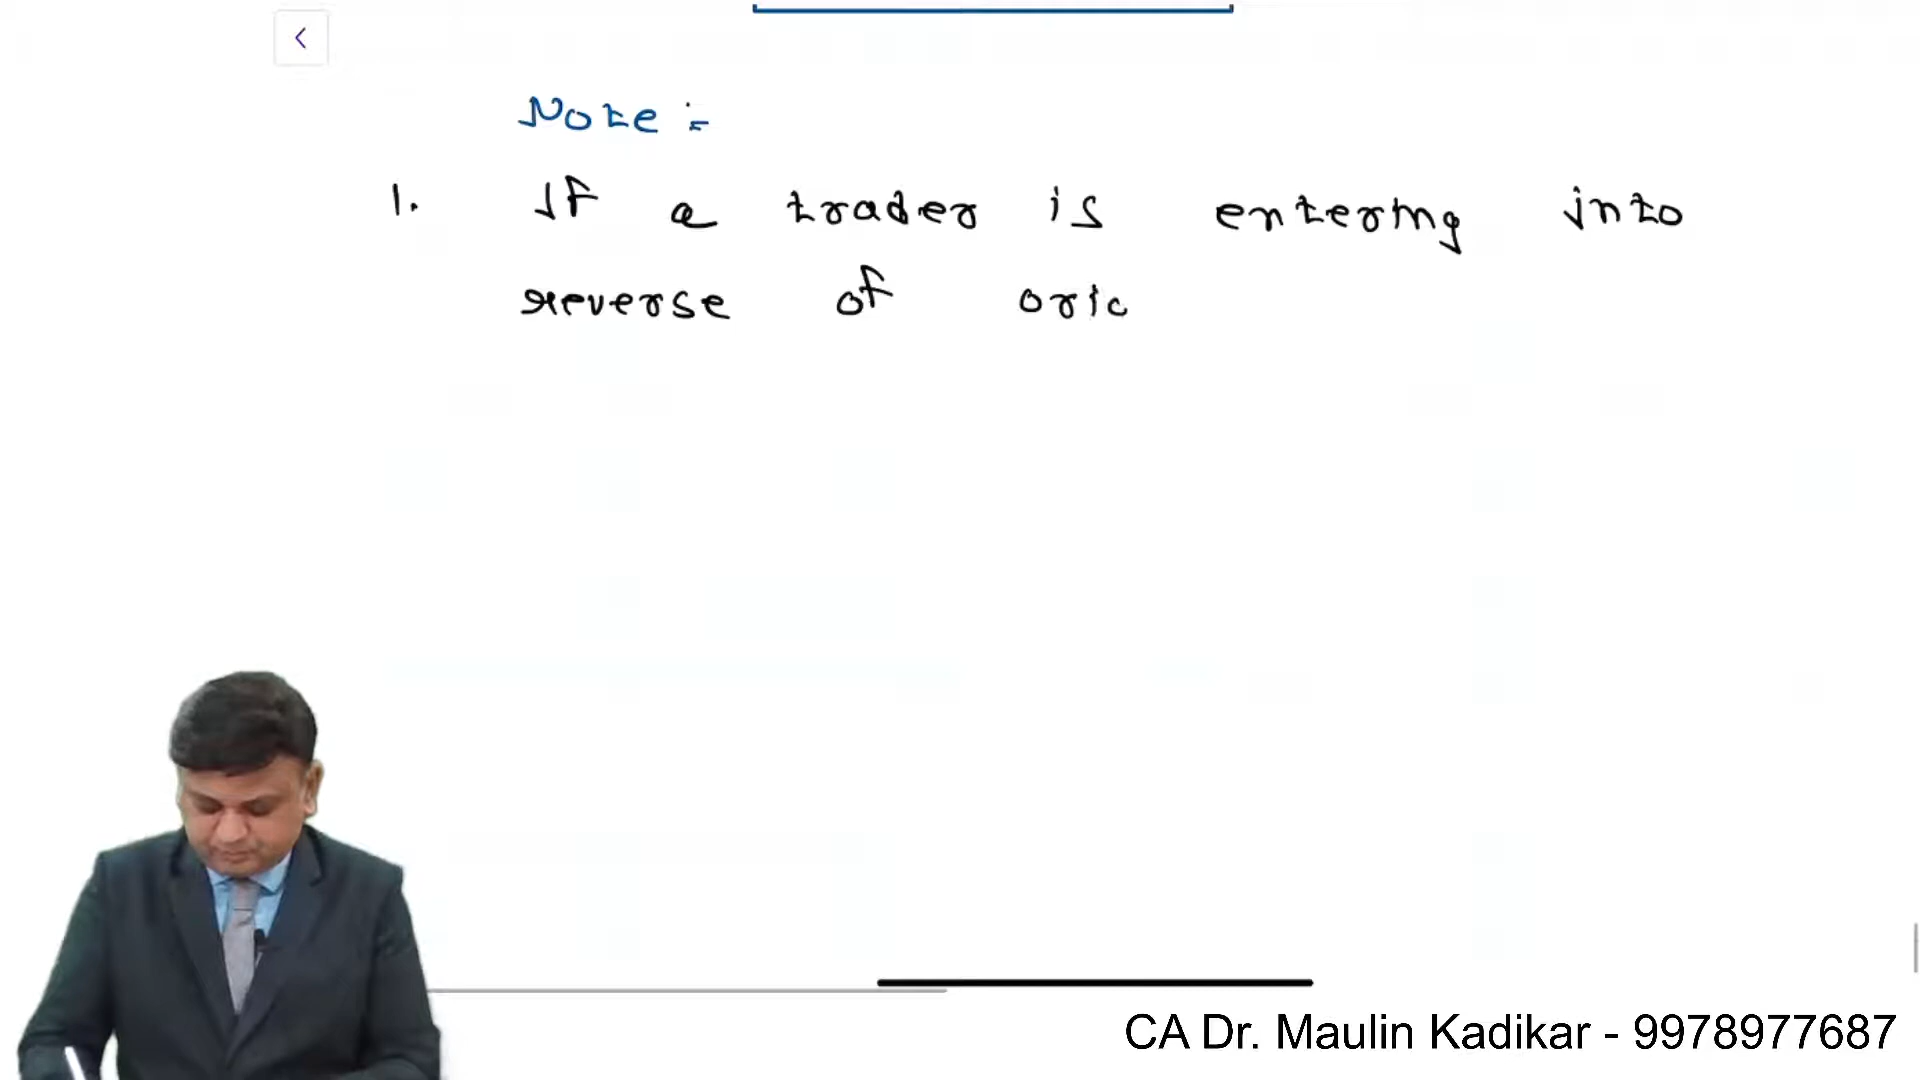 Note :-
1. If a trader is entering into
reverse of oric
CA Dr. Maulin Kadikar - 9978977687